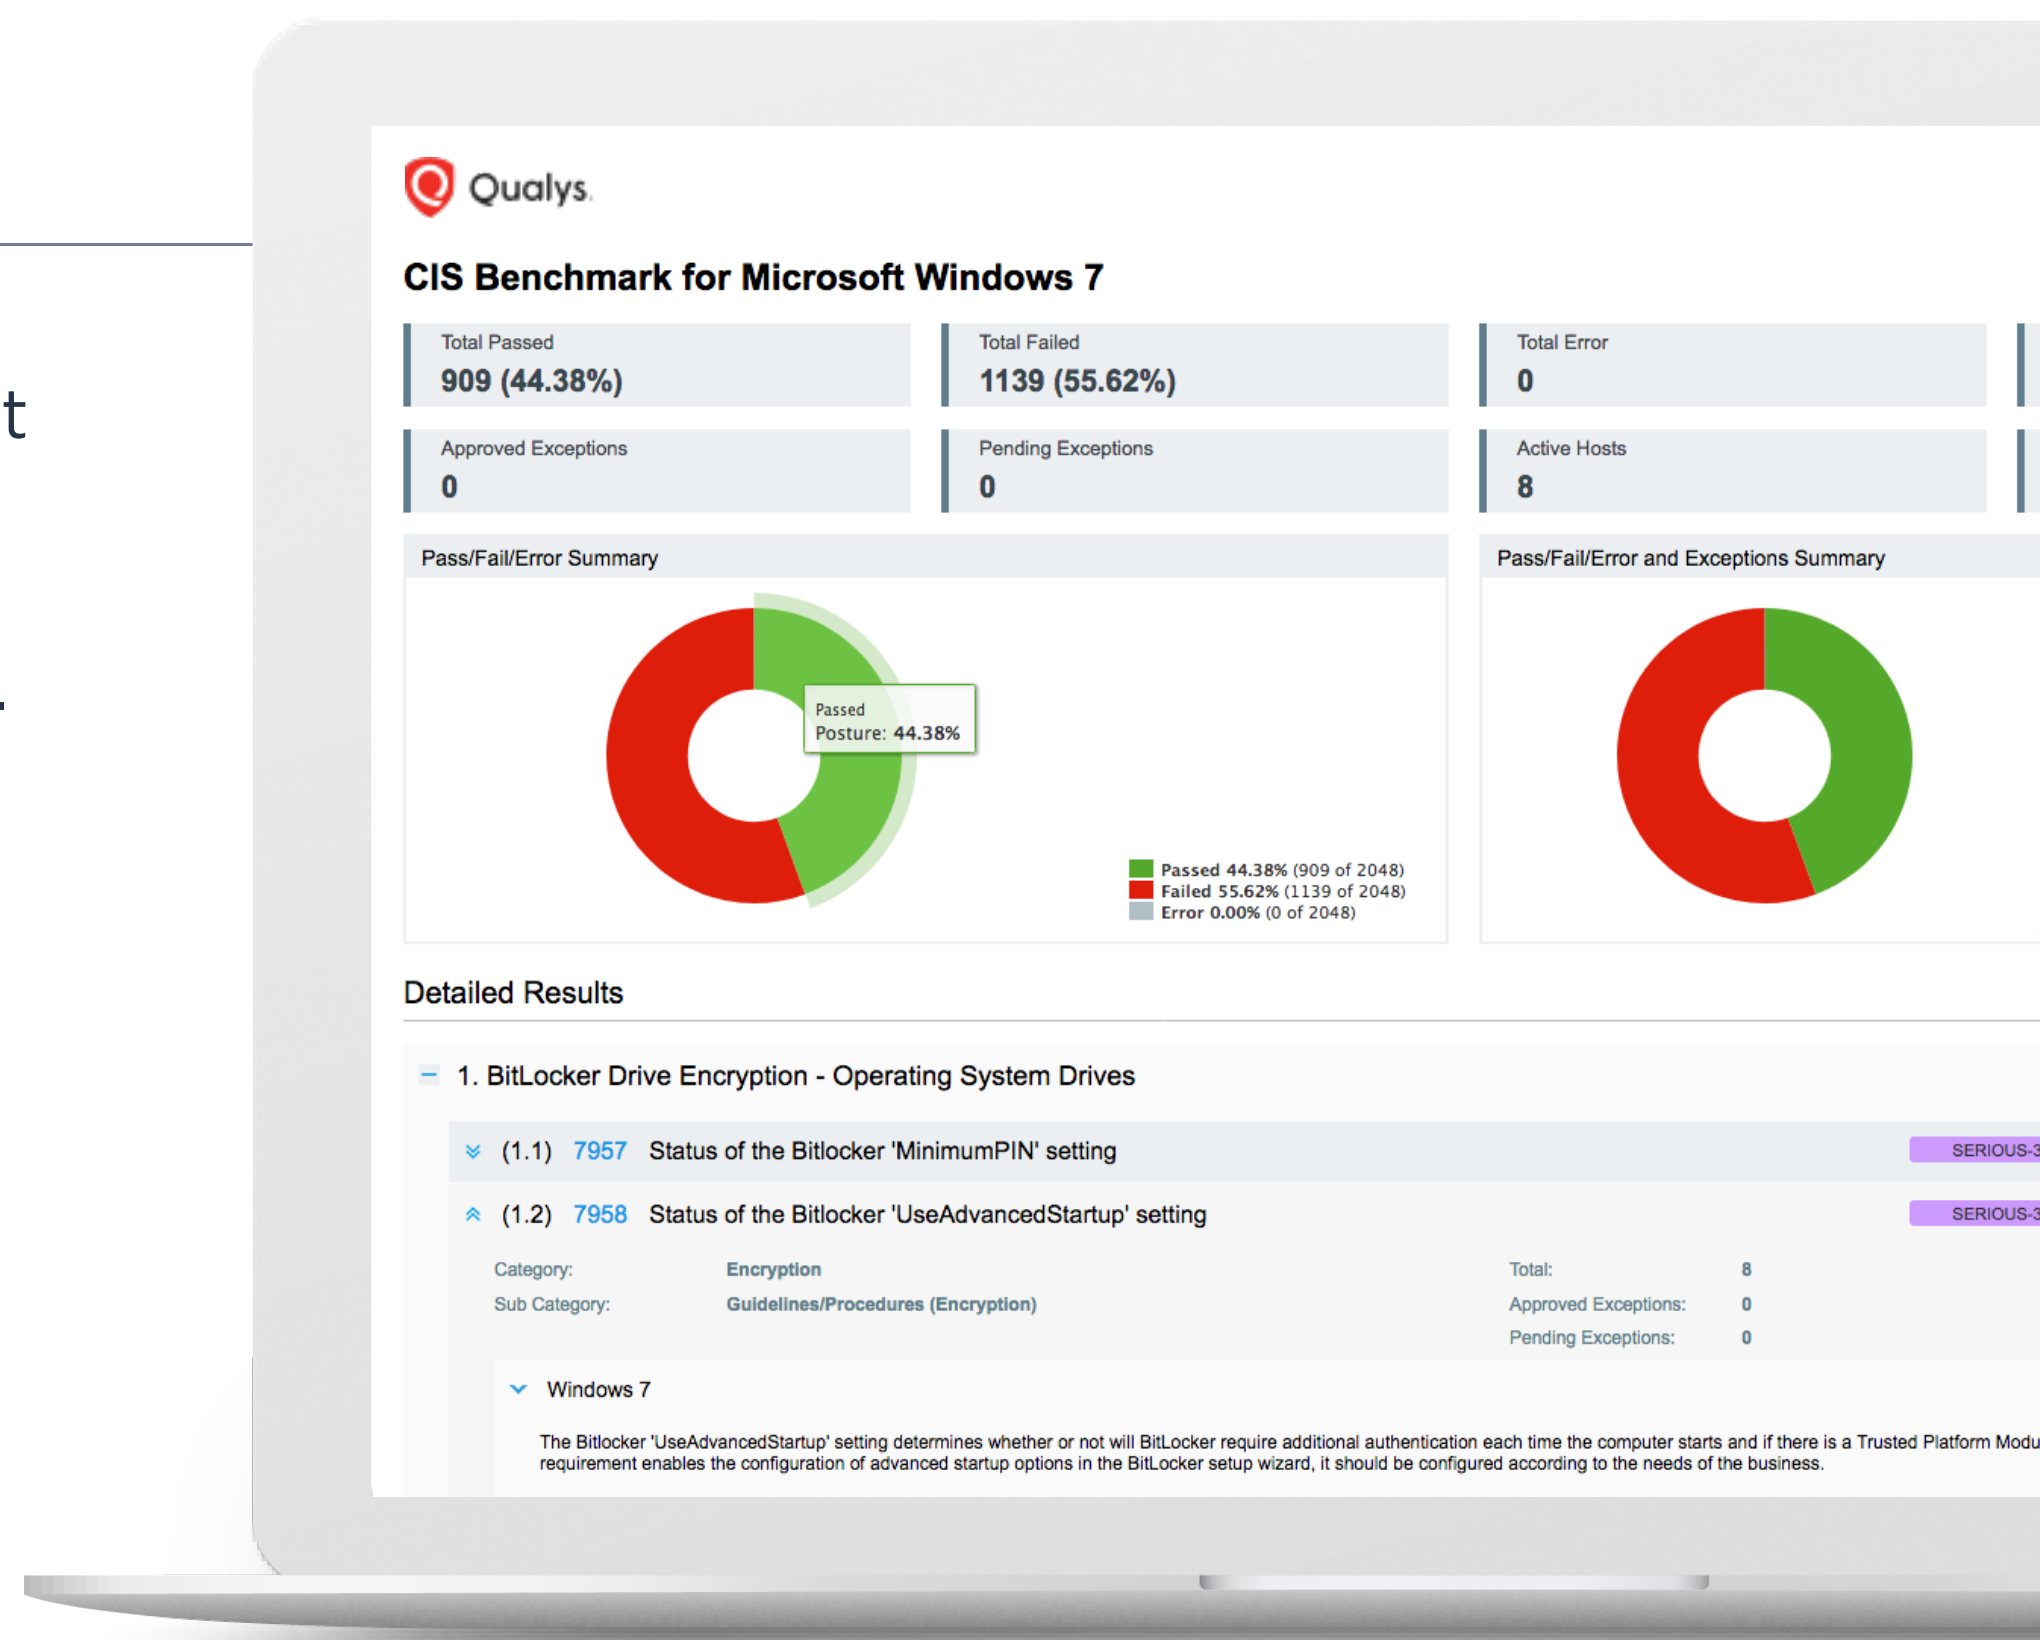 t
Qualys.
CIS Benchmark for Microsoft Windows 7
Total Passed
909 (44.38%)
Total Failed
1139 (55.62%)
Total Error
0
Approved Exceptions
0
Pending Exceptions
0
Active Hosts
8
Pass/Fail/Error Summary
Passed
Posture: 44.38%
Passed 44.38% (909 of 2048)
Failed 55.62% (1139 of 2048)
Error 0.00% (0 of 2048)
Pass/Fail/Error and Exceptions Summary
Detailed Results
1. BitLocker Drive Encryption - Operating System Drives
(1.1) 7957 Status of the Bitlocker 'MinimumPIN' setting SERIOUS-3
(1.2) 7958 Status of the Bitlocker 'UseAdvancedStartup' setting SERIOUS-3
Category: Encryption Total: 8
Sub Category: Guidelines/Procedures (Encryption) Approved Exceptions: 0
Pending Exceptions: 0
Windows 7
The Bitlocker 'UseAdvancedStartup' setting determines whether or not will BitLocker require additional authentication each time the computer starts and if there is a Trusted Platform Modu
requirement enables the configuration of advanced startup options in the BitLocker setup wizard, it should be configured according to the needs of the business.